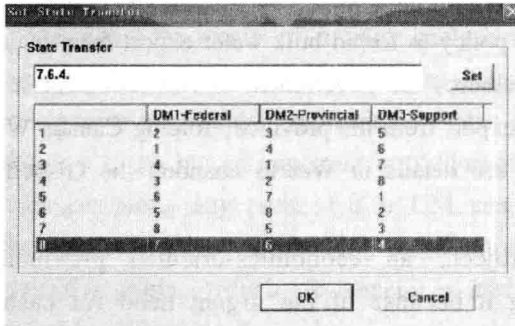 Set State Transfer
State Transfer
7.6.4. Set
DM1-Federal DM2-Provincial DM3-Support
1 2 3 5
2 1 4 6
3 4 1 7
4 3 2 8
5 6 7 1
6 5 8 2
7 8 5 3
8 7 6 4
OK Cancel